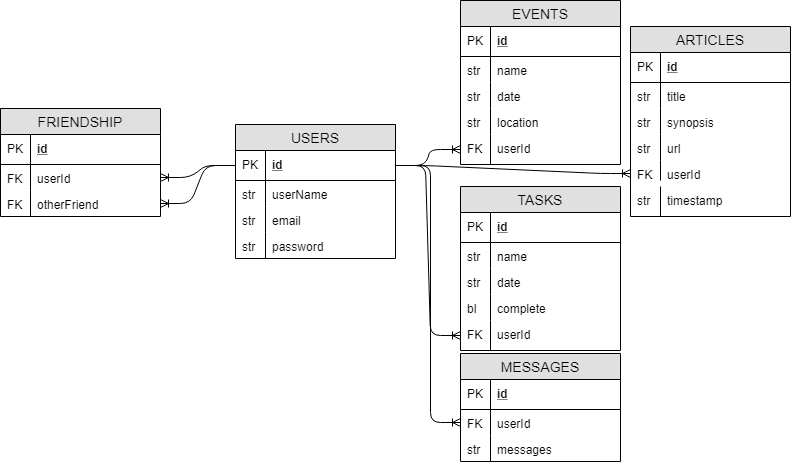 FRIENDSHIP
PK id
FK userId
FK otherFriend
USERS
PK id
str userName
str email
str password
EVENTS
PK id
str name
str date
str location
FK userId
ARTICLES
PK id
str title
str synopsis
str url
FK userId
str timestamp
TASKS
PK id
str name
str date
bl complete
FK userId
MESSAGES
PK id
FK userId
str messages